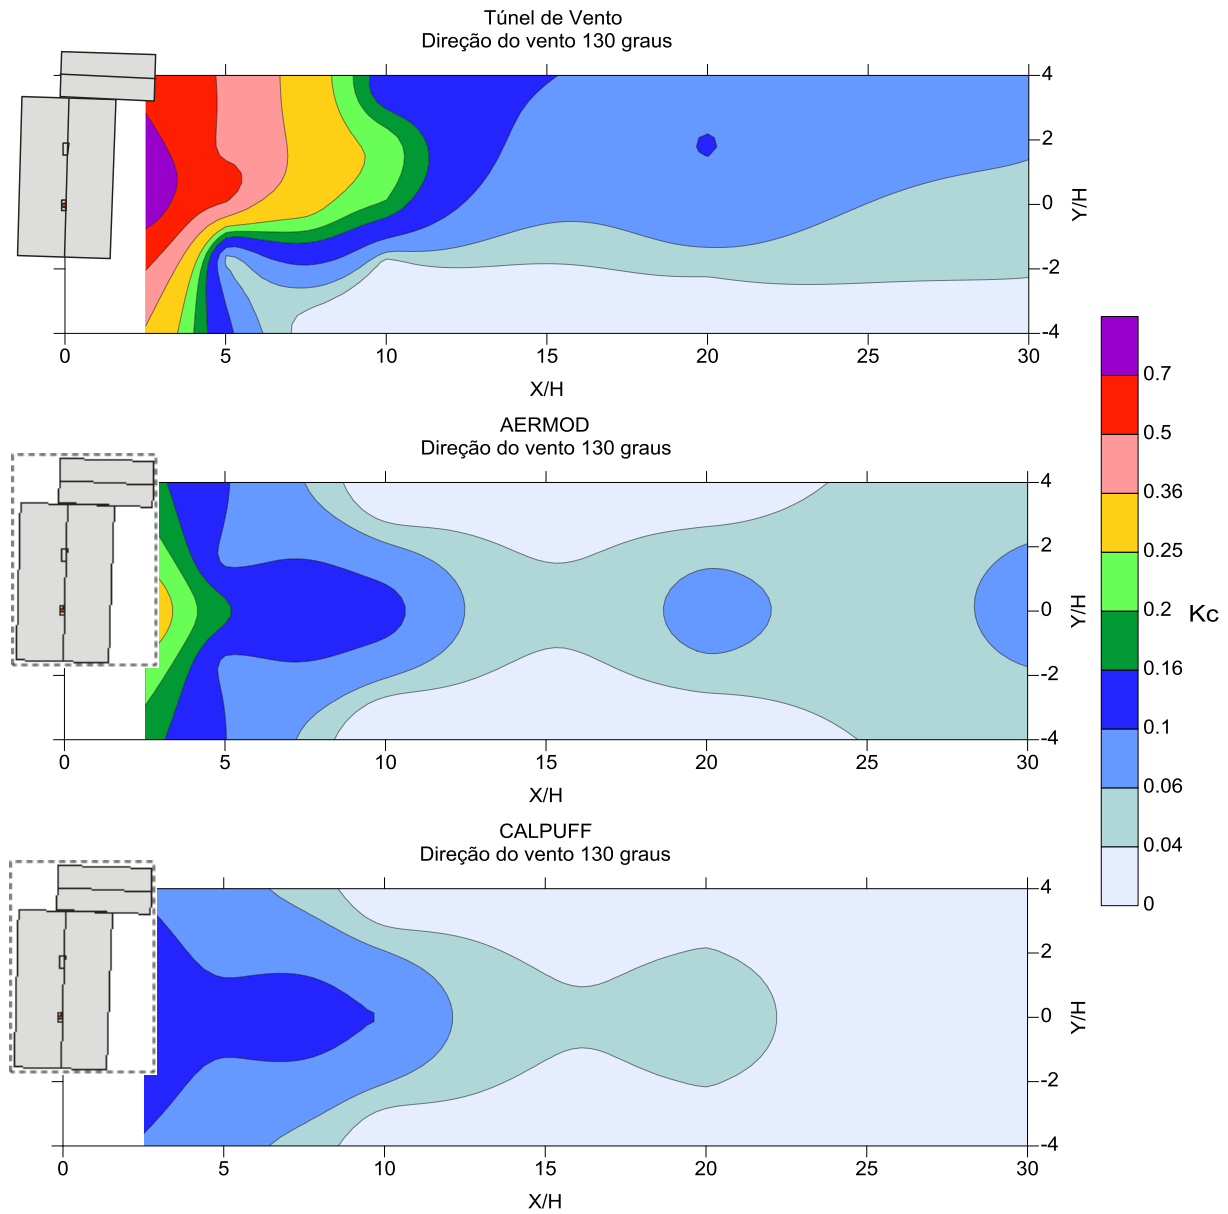 Túnel de Vento
Direção do vento 130 graus
4
2
0
-2
-4
Y/H
0 5 10 15 20 25 30
X/H
AERMOD
Direção do vento 130 graus
4
2
0
-2
-4
Y/H
0 5 10 15 20 25 30
X/H
CALPUFF
Direção do vento 130 graus
4
2
0
-2
-4
Y/H
0 5 10 15 20 25 30
X/H
0.7
0.5
0.36
0.25
0.2
0.16
0.1
0.06
0.04
0
Kc